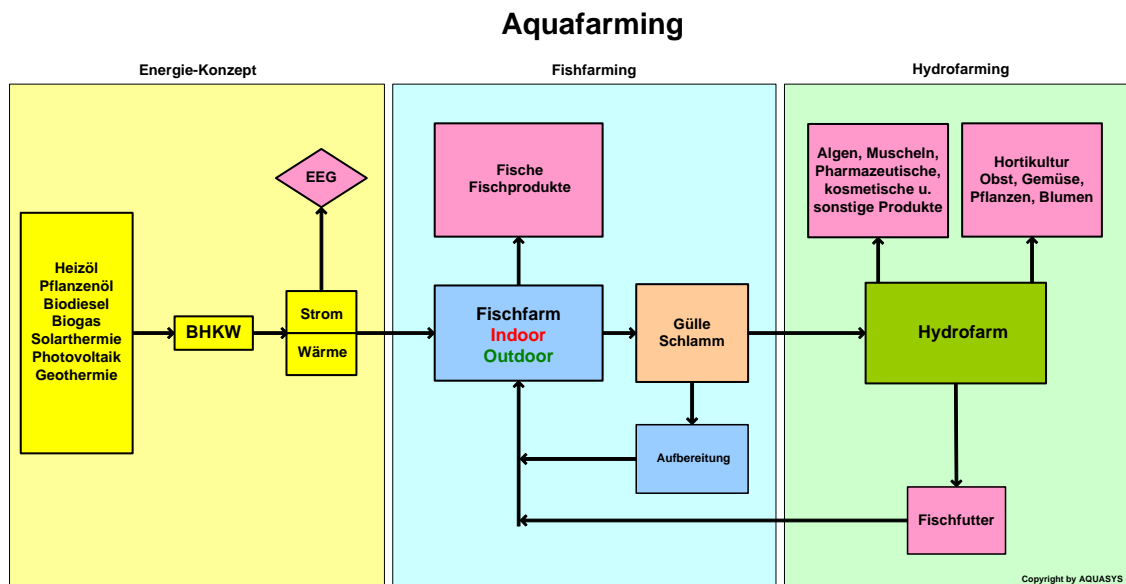 Aquafarming
Energie-Konzept
Fishfarming
Hydrofarming
EEG
Heizöl
Pflanzenöl
Biodiesel
Biogas
Solarthermie
Photovoltaik
Geothermie
BHKW
Strom
Wärme
Fische
Fischprodukte
Fischfarm
Indoor
Outdoor
Gülle
Schlamm
Aufbereitung
Algen, Muscheln,
Pharmazeutische,
kosmetische u.
sonstige Produkte
Hortikultur
Obst, Gemüse,
Pflanzen, Blumen
Hydrofarm
Fischfutter
Copyright by AQUASYS